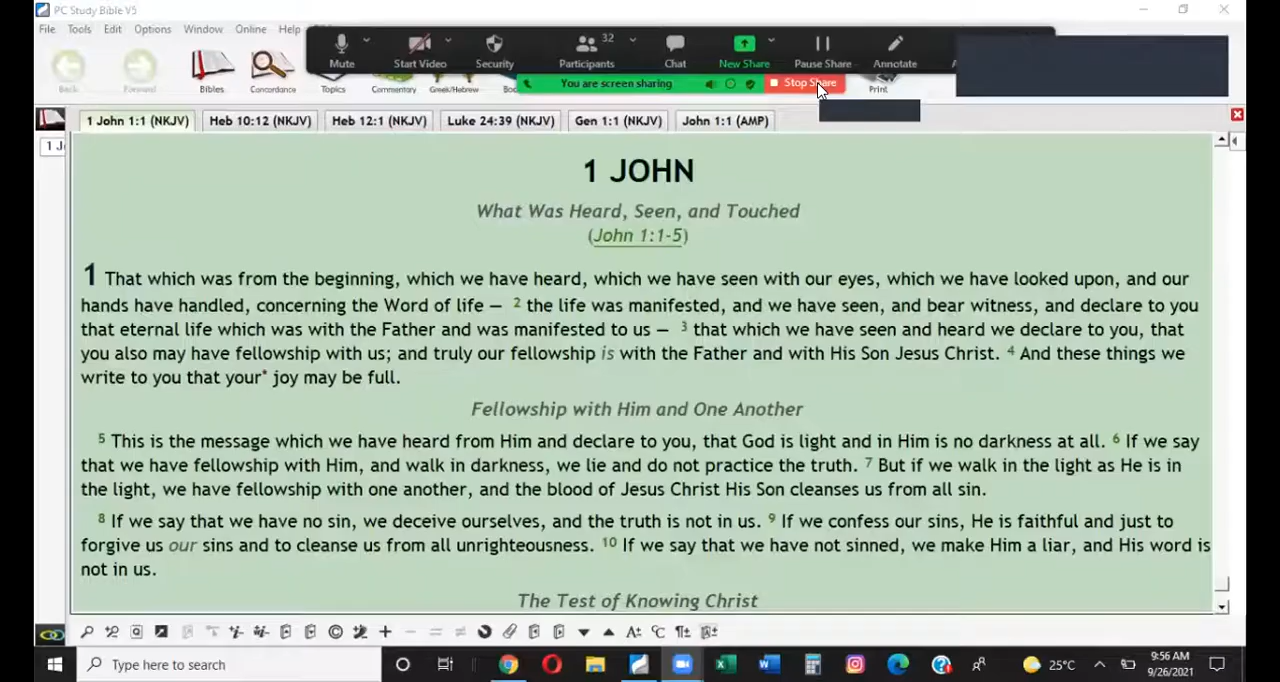 PC Study Bible V5
File Tools Edit Options Window Online Help
Mute Start Video Security Participants 32 Chat New Share Pause Share Annotate
You are screen sharing Stop Share
Back Forward Bibles Concordance Topics Commentary Greek/Hebrew Print
1 John 1:1 (NKJV) Heb 10:12 (NKJV) Heb 12:1 (NKJV) Luke 24:39 (NKJV) Gen 1:1 (NKJV) John 1:1 (AMP)
1 JOHN
What Was Heard, Seen, and Touched
(John 1:1-5)
1 That which was from the beginning, which we have heard, which we have seen with our eyes, which we have looked upon, and our
hands have handled, concerning the Word of life — 2 the life was manifested, and we have seen, and bear witness, and declare to you
that eternal life which was with the Father and was manifested to us — 3 that which we have seen and heard we declare to you, that
you also may have fellowship with us; and truly our fellowship is with the Father and with His Son Jesus Christ. 4 And these things we
write to you that your* joy may be full.
Fellowship with Him and One Another
5 This is the message which we have heard from Him and declare to you, that God is light and in Him is no darkness at all. 6 If we say
that we have fellowship with Him, and walk in darkness, we lie and do not practice the truth. 7 But if we walk in the light as He is in
the light, we have fellowship with one another, and the blood of Jesus Christ His Son cleanses us from all sin.
8 If we say that we have no sin, we deceive ourselves, and the truth is not in us. 9 If we confess our sins, He is faithful and just to
forgive us our sins and to cleanse us from all unrighteousness. 10 If we say that we have not sinned, we make Him a liar, and His word is
not in us.
The Test of Knowing Christ
Type here to search
25°C
9:56 AM
9/26/2021